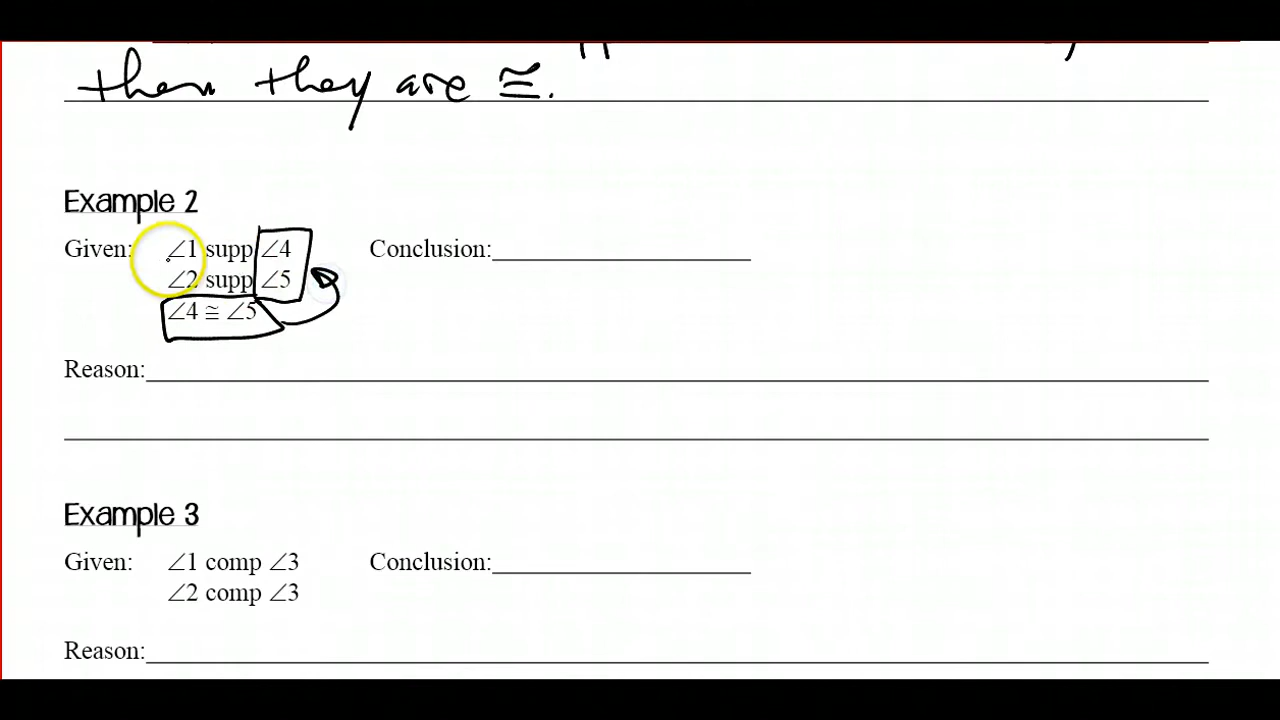 then they are ≅.
Example 2
Given: ∠1 supp ∠4 Conclusion:
∠2 supp ∠5
∠4 ≅ ∠5
Reason:
Example 3
Given: ∠1 comp ∠3 Conclusion:
∠2 comp ∠3
Reason: